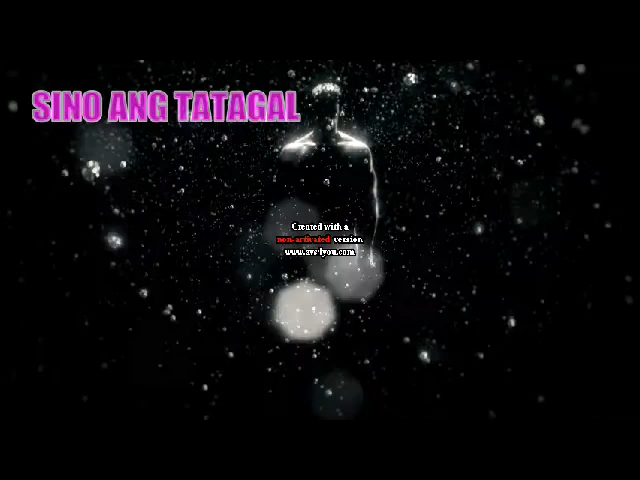 SINO ANG TATAGAL
Created with a
non-activated version
www.avs4you.com